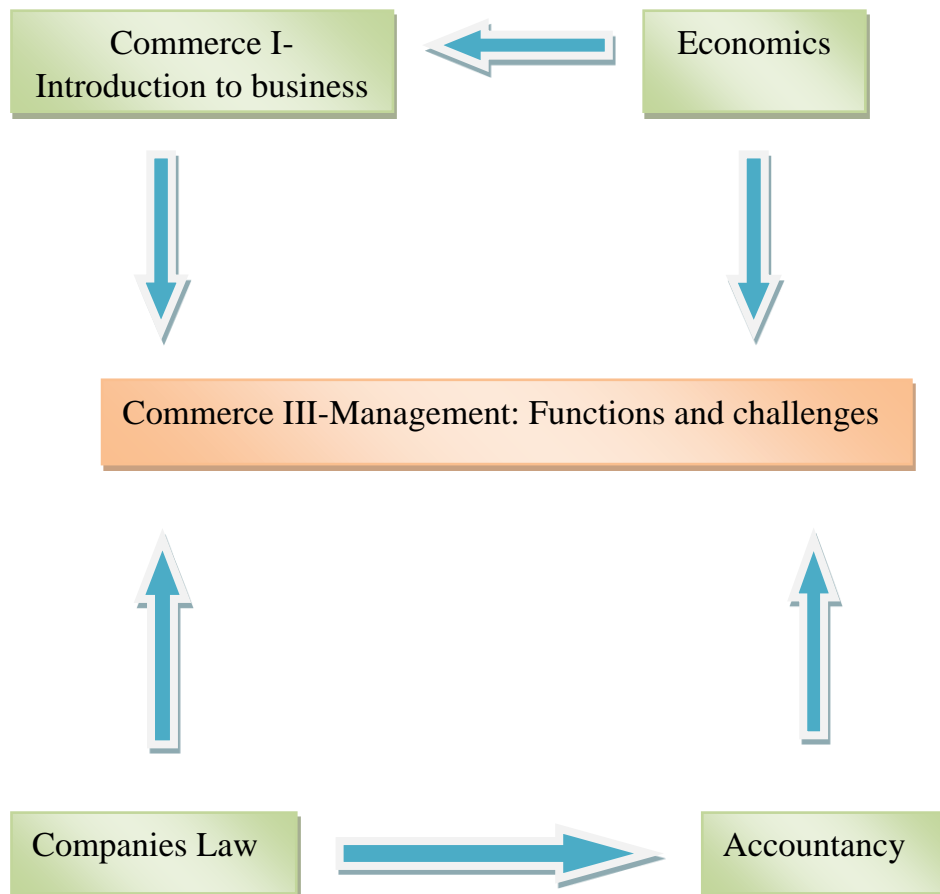 Commerce I-
Introduction to business
Economics
Commerce III-Management: Functions and challenges
Companies Law
Accountancy